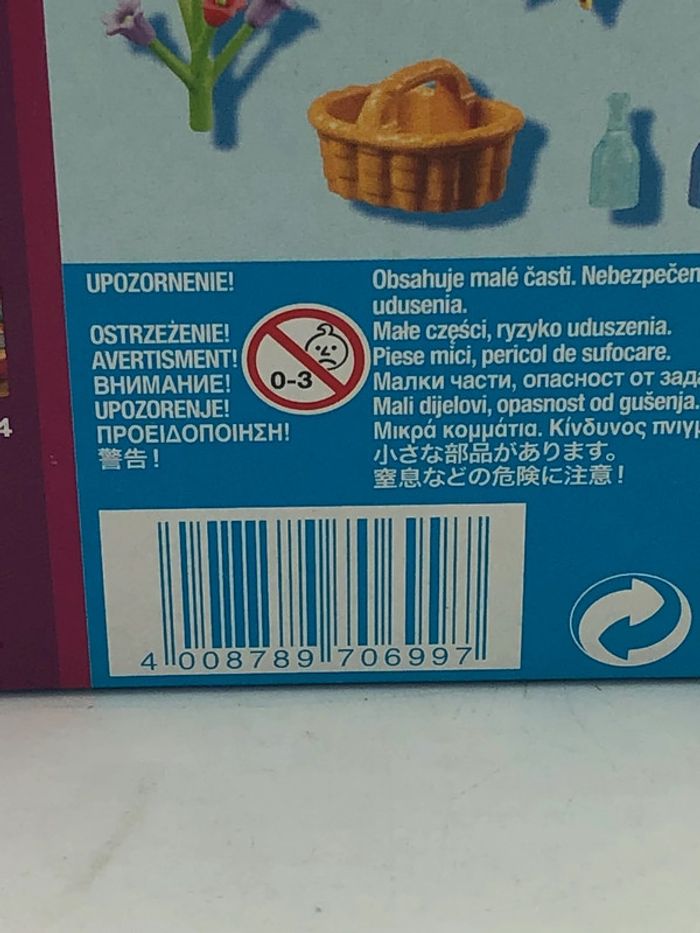 UPOZORNENIE!
Obsahuje malé časti. Nebezpečen
udusenia.
OSTRZEŻENIE!
Małe części, ryzyko uduszenia.
AVERTISMENT!
Piese mici, pericol de sufocare.
ВНИМАНИЕ!
Малки части, опасност от зада
UPOZORENJE!
Mali dijelovi, opasnost od gušenja.
ΠΡΟΕΙΔΟΠΟΙΗΣΗ!
Μικρά κομμάτια. Κίνδυνος πνιγμ
警告!
小さな部品があります。
窒息などの危険に注意!
0-3
4
4 008789 706997